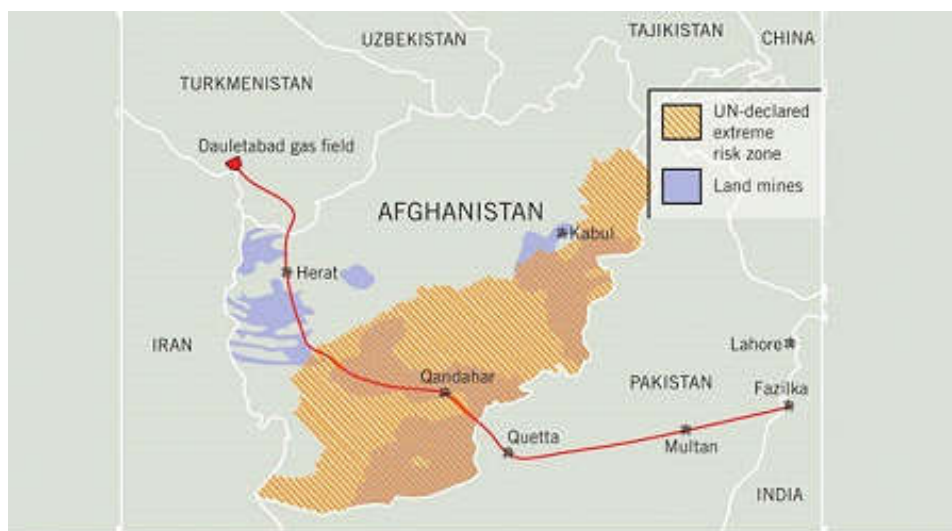 UZBEKISTAN
TAJIKISTAN
CHINA
TURKMENISTAN
UN-declared
extreme
risk zone
Land mines
Dauletabad gas field
AFGHANISTAN
Kabul
Herat
IRAN
Lahore
Qandahar
PAKISTAN
Fazilka
Quetta
Multan
INDIA